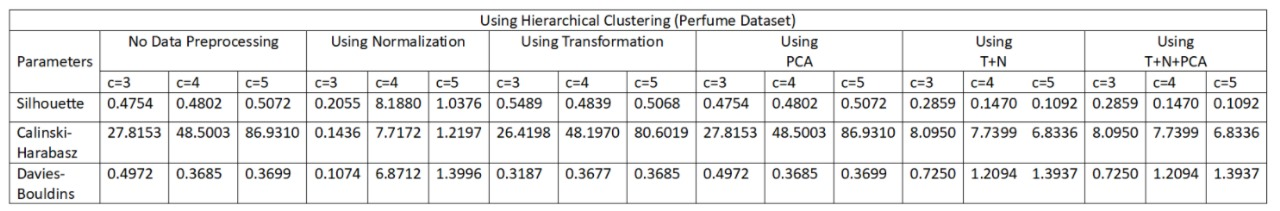 Using Hierarchical Clustering (Perfume Dataset)
Parameters No Data Preprocessing Using Normalization Using Transformation Using PCA Using T+N Using T+N+PCA
c=3 c=4 c=5 c=3 c=4 c=5 c=3 c=4 c=5 c=3 c=4 c=5 c=3 c=4 c=5 c=3 c=4 c=5
Silhouette 0.4754 0.4802 0.5072 0.2055 8.1880 1.0376 0.5489 0.4839 0.5068 0.4754 0.4802 0.5072 0.2859 0.1470 0.1092 0.2859 0.1470 0.1092
Calinski-Harabasz 27.8153 48.5003 86.9310 0.1436 7.7172 1.2197 26.4198 48.1970 80.6019 27.8153 48.5003 86.9310 8.0950 7.7399 6.8336 8.0950 7.7399 6.8336
Davies-Bouldins 0.4972 0.3685 0.3699 0.1074 6.8712 1.3996 0.3187 0.3677 0.3685 0.4972 0.3685 0.3699 0.7250 1.2094 1.3937 0.7250 1.2094 1.3937